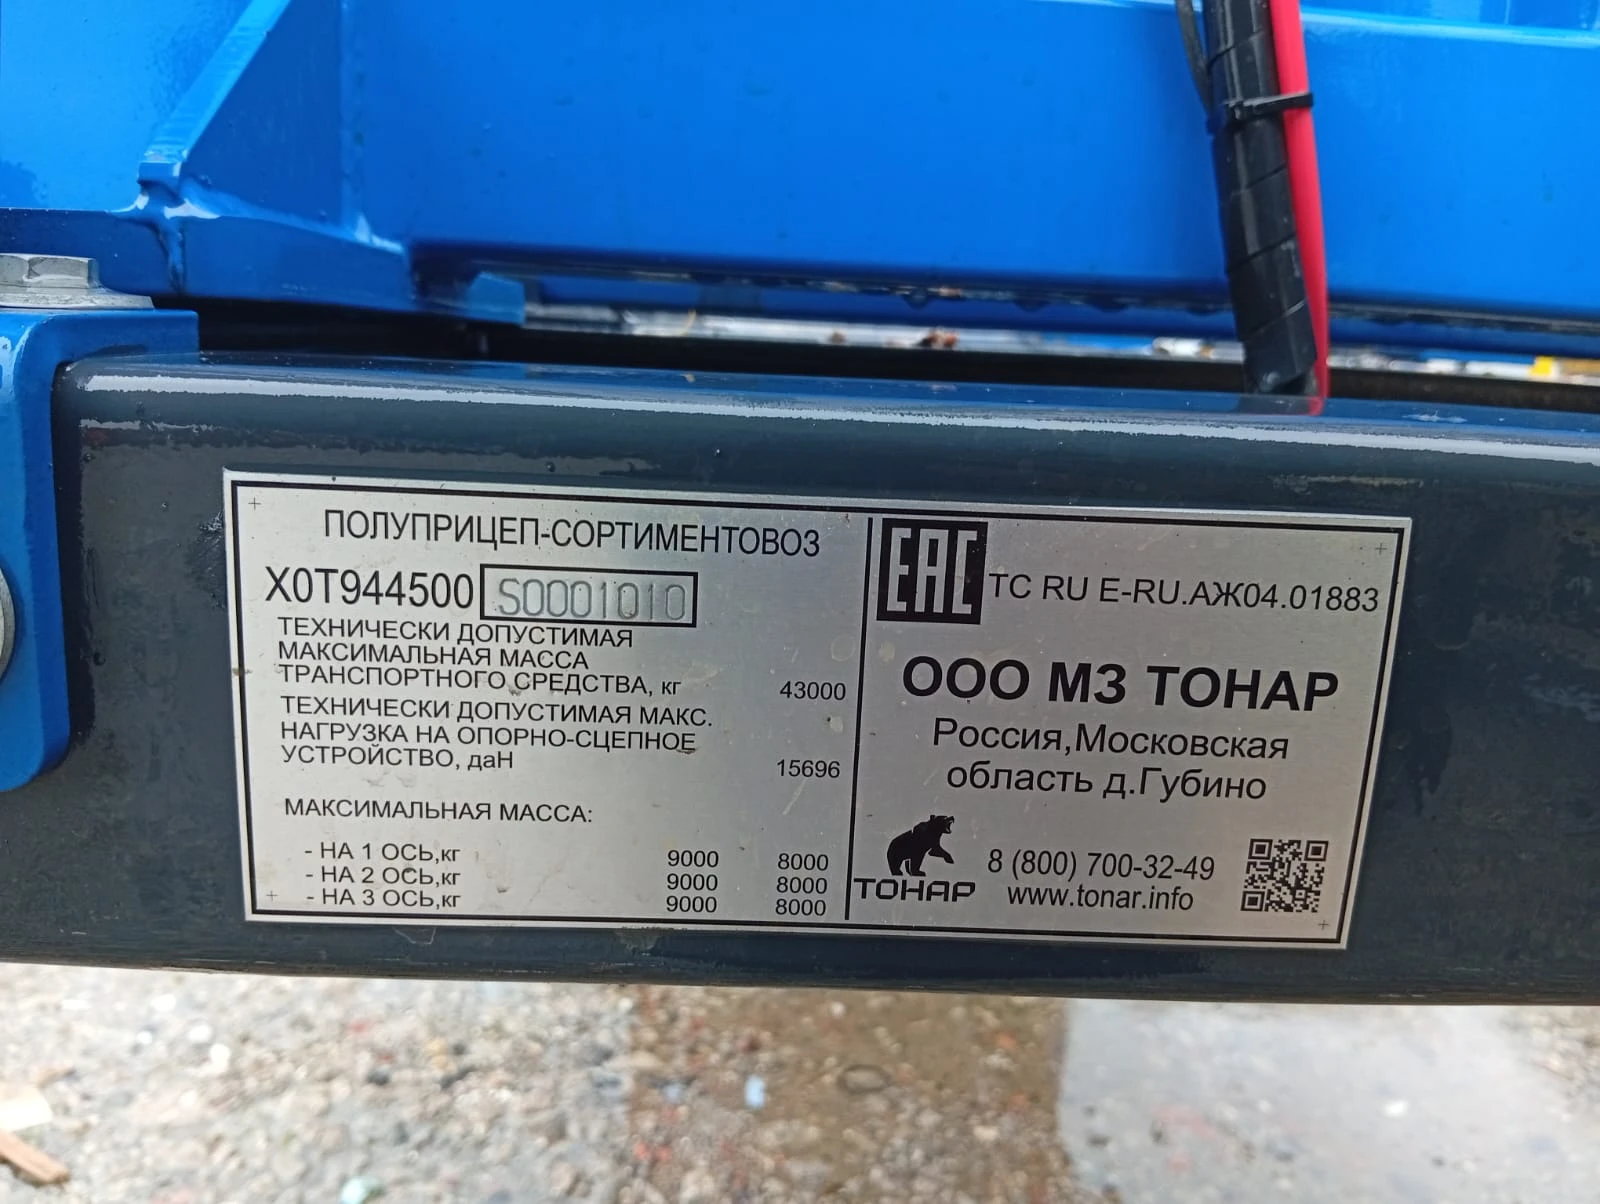 ПОЛУПРИЦЕП-СОРТИМЕНТОВОЗ
X0T944500 S0001010
ТЕХНИЧЕСКИ ДОПУСТИМАЯ
МАКСИМАЛЬНАЯ МАССА
ТРАНСПОРТНОГО СРЕДСТВА, кг 43000
ТЕХНИЧЕСКИ ДОПУСТИМАЯ МАКС.
НАГРУЗКА НА ОПОРНО-СЦЕПНОЕ
УСТРОЙСТВО, даН 15696
МАКСИМАЛЬНАЯ МАССА:
- НА 1 ОСЬ,кг 9000 8000
- НА 2 ОСЬ,кг 9000 8000
- НА 3 ОСЬ,кг 9000 8000
EAC TC RU E-RU.АЖ04.01883
ООО МЗ ТОНАР
Россия,Московская
область д.Губино
ТОНАР
8 (800) 700-32-49
www.tonar.info